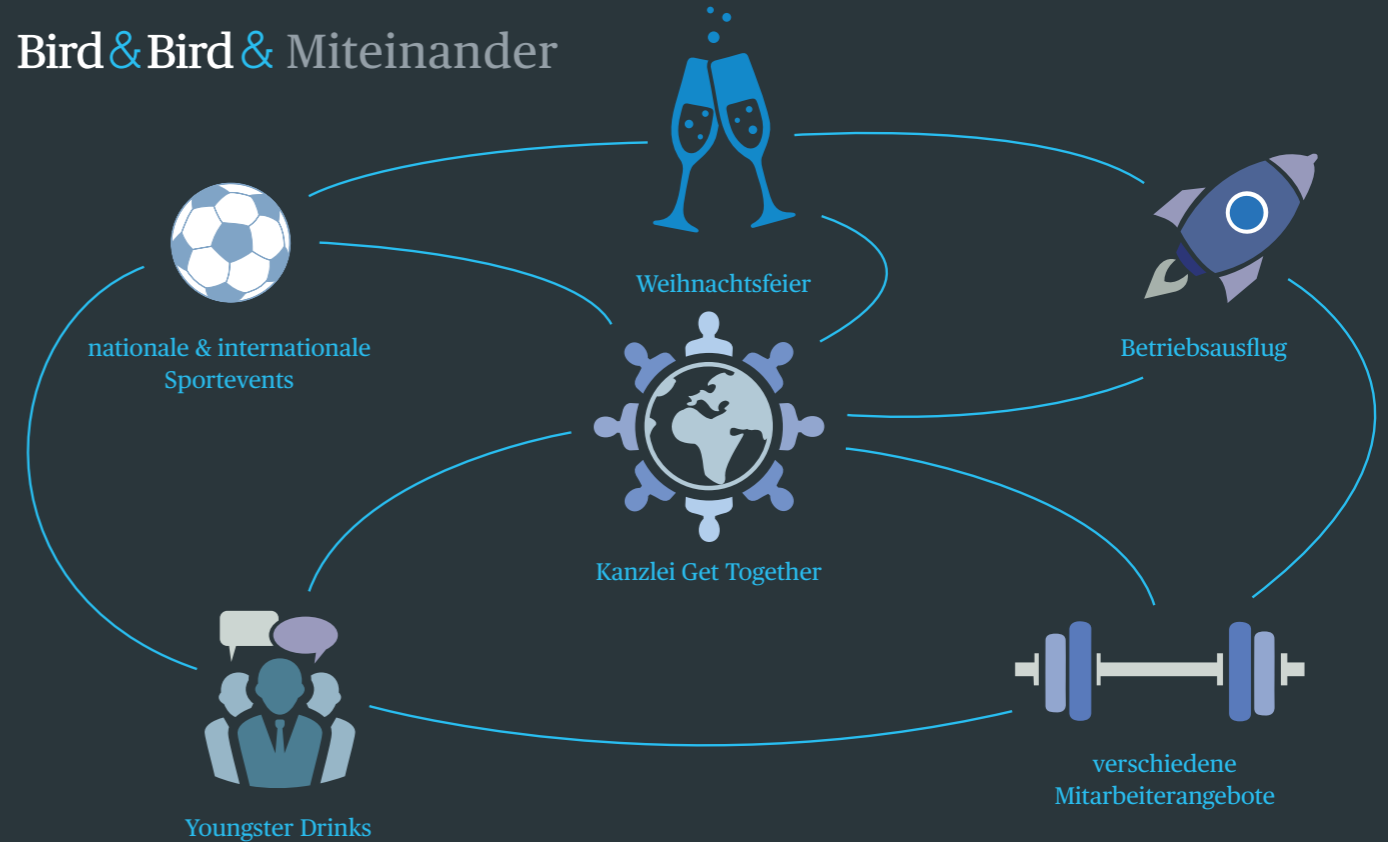 Bird & Bird & Miteinander
Weihnachtsfeier
nationale & internationale
Sportevents
Betriebsausflug
Kanzlei Get Together
verschiedene
Mitarbeiterangebote
Youngster Drinks